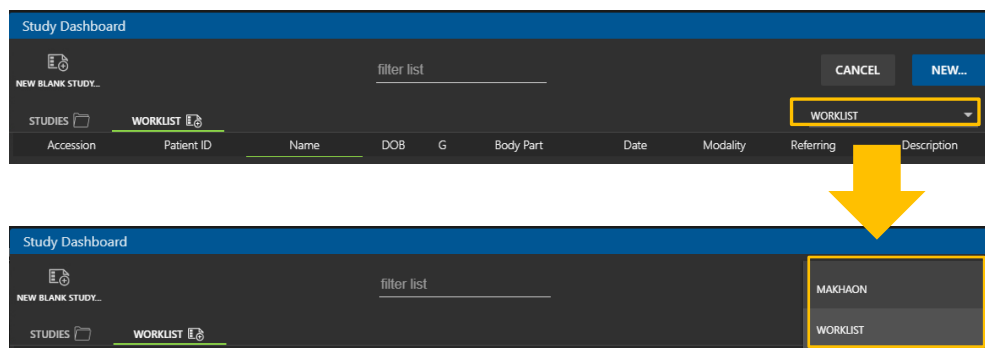 Study Dashboard
NEW BLANK STUDY...
filter list
CANCEL
NEW...
STUDIES
WORKLIST
WORKLIST
Accession Patient ID Name DOB G Body Part Date Modality Referring Description
Study Dashboard
NEW BLANK STUDY...
filter list
MAKHAON
STUDIES
WORKLIST
WORKLIST